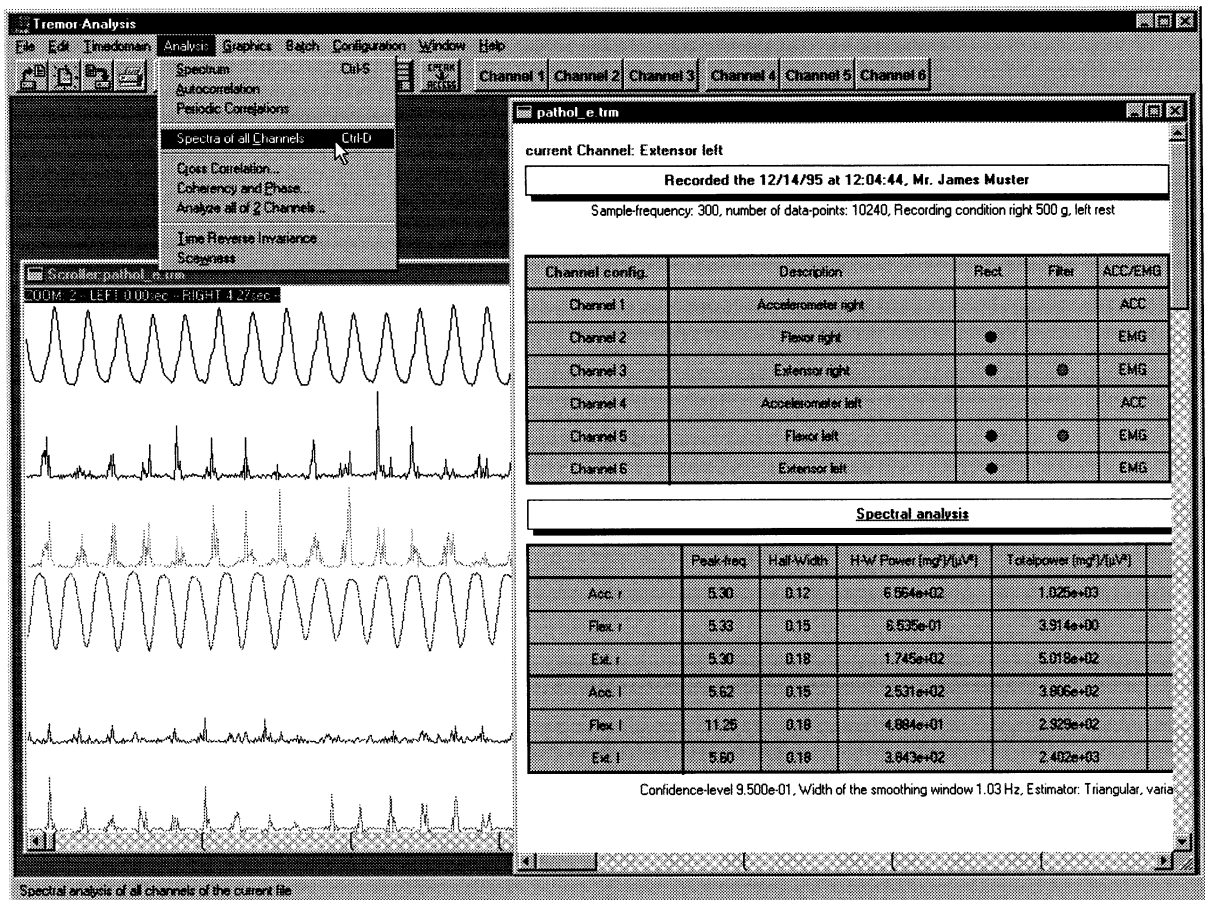 Tremor-Analysis
File Edit Timedomain Analysis Graphics Batch Configuration Window Help
Channel 1 Channel 2 Channel 3 Channel 4 Channel 5 Channel 6
Spectrum Ctrl-S
Autocorrelation
Periodic Correlations
Spectra of all Channels Ctrl-D
Cross Correlation...
Coherency and Phase...
Analyze all of 2 Channels...
Time Reverse Invariance
Scewness
Scroller:pathol_e.trm
ZOOM: 2 - LEFT 0.00sec - RIGHT 4.27sec -
pathol_e.trm
current Channel: Extensor left
Recorded the 12/14/95 at 12:04:44, Mr. James Muster
Sample-frequency: 300, number of data-points: 10240, Recording condition right 500 g, left rest
Channel config. Description Rect Filter ACC/EMG
Channel 1 Accelerometer right ACC
Channel 2 Flexor right EMG
Channel 3 Extensor right EMG
Channel 4 Accelerometer left ACC
Channel 5 Flexor left EMG
Channel 6 Extensor left EMG
Spectral analysis
Peak-freq. Half-Width H-W Power [mg²]/[µV²] Totalpower [mg²]/[µV²]
Acc. r 5.30 0.12 6.564e+02 1.025e+03
Flex. r 5.33 0.15 6.535e-01 3.914e+00
Ext. r 5.30 0.18 1.745e+02 5.018e+02
Acc. l 5.62 0.15 2.531e+02 3.806e+02
Flex. l 11.25 0.18 4.884e+01 2.929e+02
Ext. l 5.60 0.18 3.843e+02 2.402e+03
Confidence-level 9.500e-01, Width of the smoothing window 1.03 Hz, Estimator: Triangular, varia
Spectral analysis of all channels of the current file